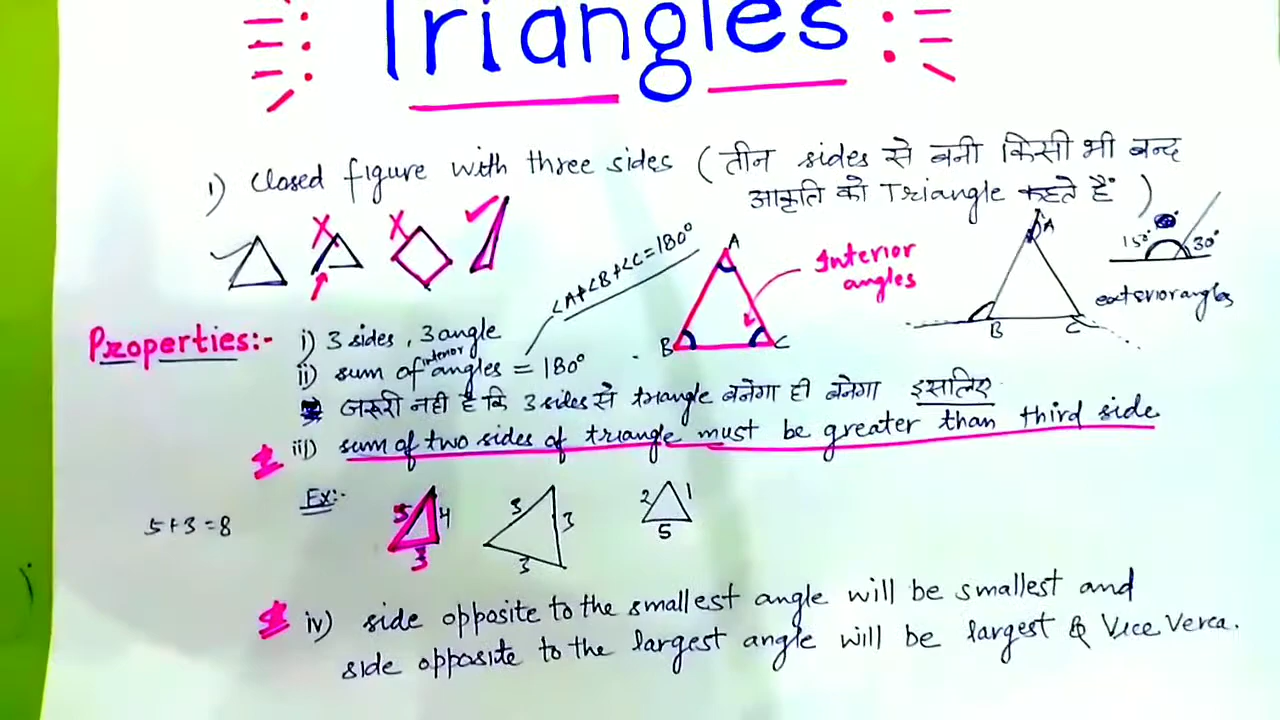 Triangles
i) Closed figure with three sides (तीन sides से बनी किसी भी बन्द
आकृति को Triangle कहते हैं)
∠A+∠B+∠C=180°
A
B
C
Interior
angles
A
B
C
150° 30°
exterior angles
Properties:-
i) 3 sides, 3 angle
ii) sum of interior angles = 180°
जरूरी नही है कि 3 sides से triangle बनेगा ही बनेगा इसलिए
iii) sum of two sides of triangle must be greater than third side
Ex:-
5 4
3
3 3
3
2 1
5
5+3=8
iv) side opposite to the smallest angle will be smallest and
side opposite to the largest angle will be largest & Vice Verca.